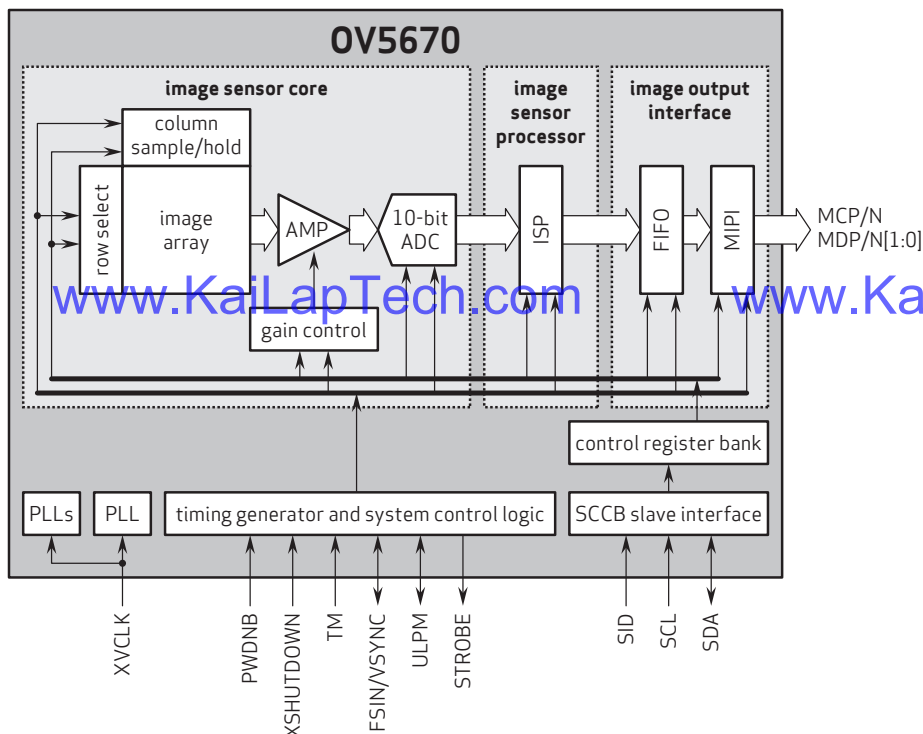 OV5670
image sensor core
image
sensor
processor
image output
interface
column
sample/hold
row select
image
array
AMP
10-bit
ADC
ISP
FIFO
MIPI
MCP/N
MDP/N[1:0]
www.KaiLapTech.com
www.Ka
gain control
control register bank
PLLs
PLL
timing generator and system control logic
SCCB slave interface
XVCLK
PWDNB
XSHUTDOWN
TM
FSIN/VSYNC
ULPM
STROBE
SID
SCL
SDA